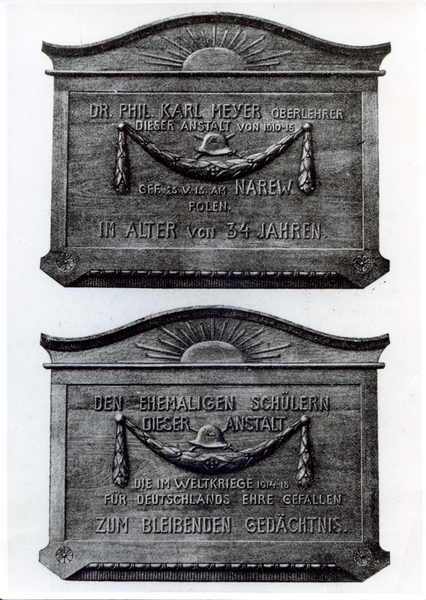 DR. PHIL. KARL MEYER OBERLEHRER
DIESER ANSTALT VON 1910-15
GEF. 23. V. 15. AM NAREW
POLEN.
IM ALTER VON 34 JAHREN.
DEN EHEMALIGEN SCHÜLERN
DIESER ANSTALT
DIE IM WELTKRIEGE 1914-18
FÜR DEUTSCHLANDS EHRE GEFALLEN
ZUM BLEIBENDEN GEDÄCHTNIS.